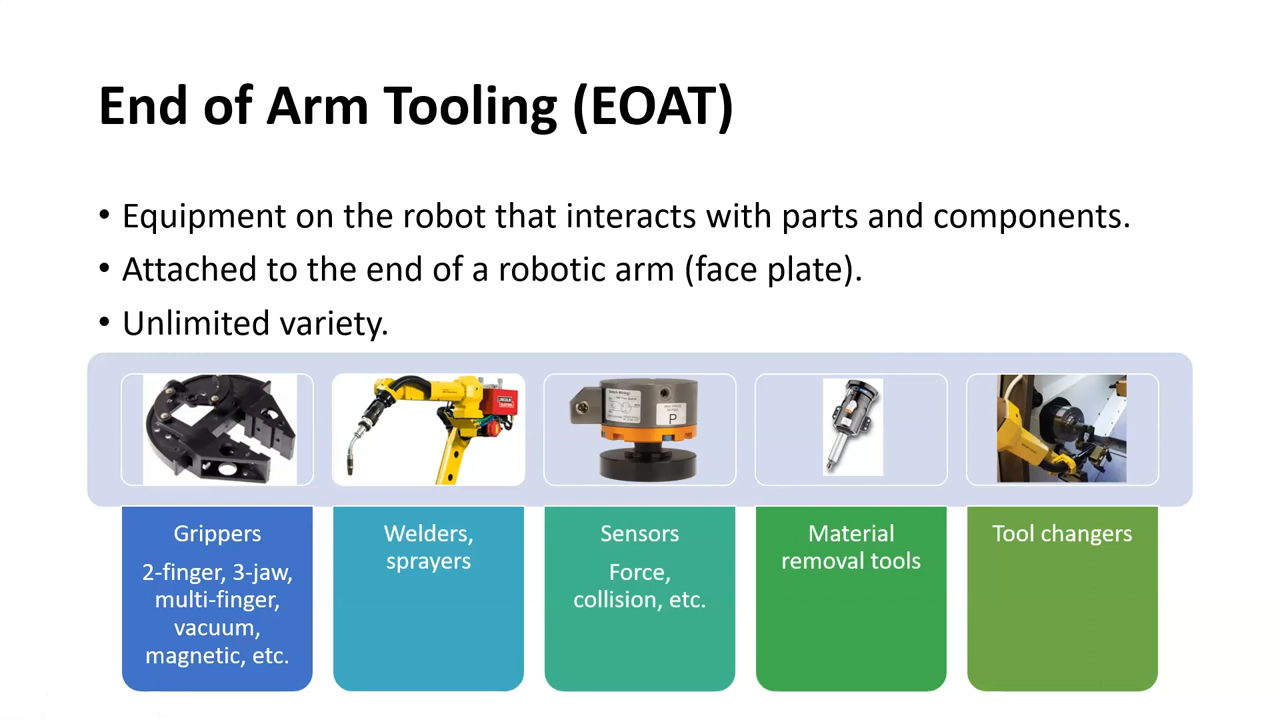 End of Arm Tooling (EOAT)
• Equipment on the robot that interacts with parts and components.
• Attached to the end of a robotic arm (face plate).
• Unlimited variety.
LINCOLN
ELECTRIC
P
Grippers
2-finger, 3-jaw,
multi-finger,
vacuum,
magnetic, etc.
Welders,
sprayers
Sensors
Force,
collision, etc.
Material
removal tools
Tool changers